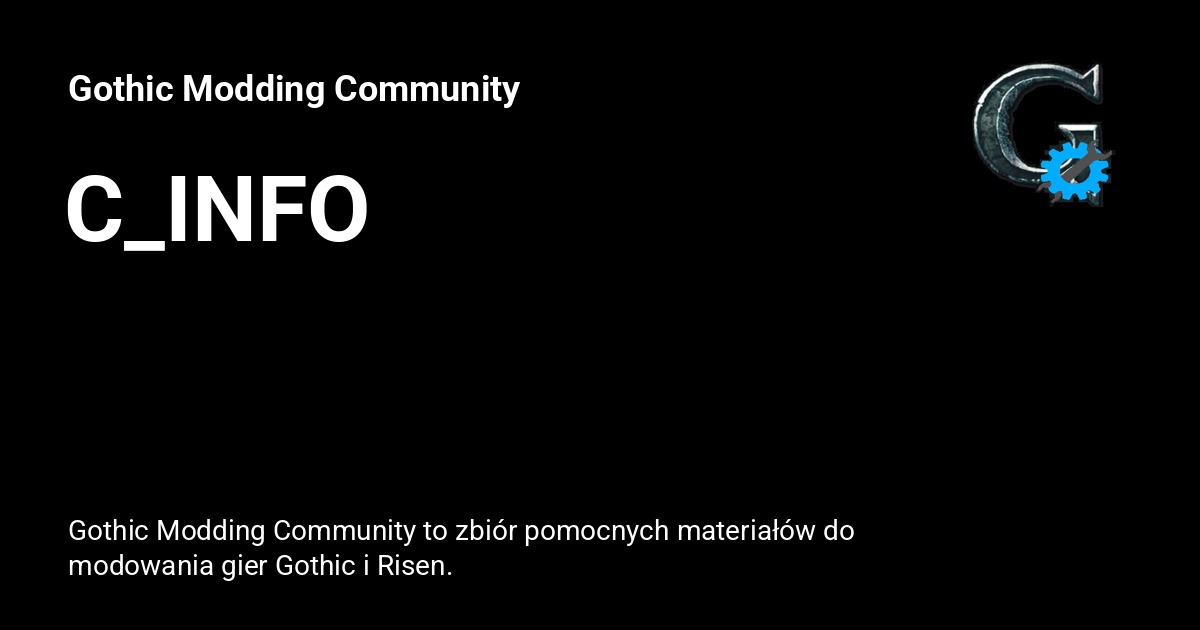 Gothic Modding Community
C_INFO
Gothic Modding Community to zbiór pomocnych materiałów do
modowania gier Gothic i Risen.